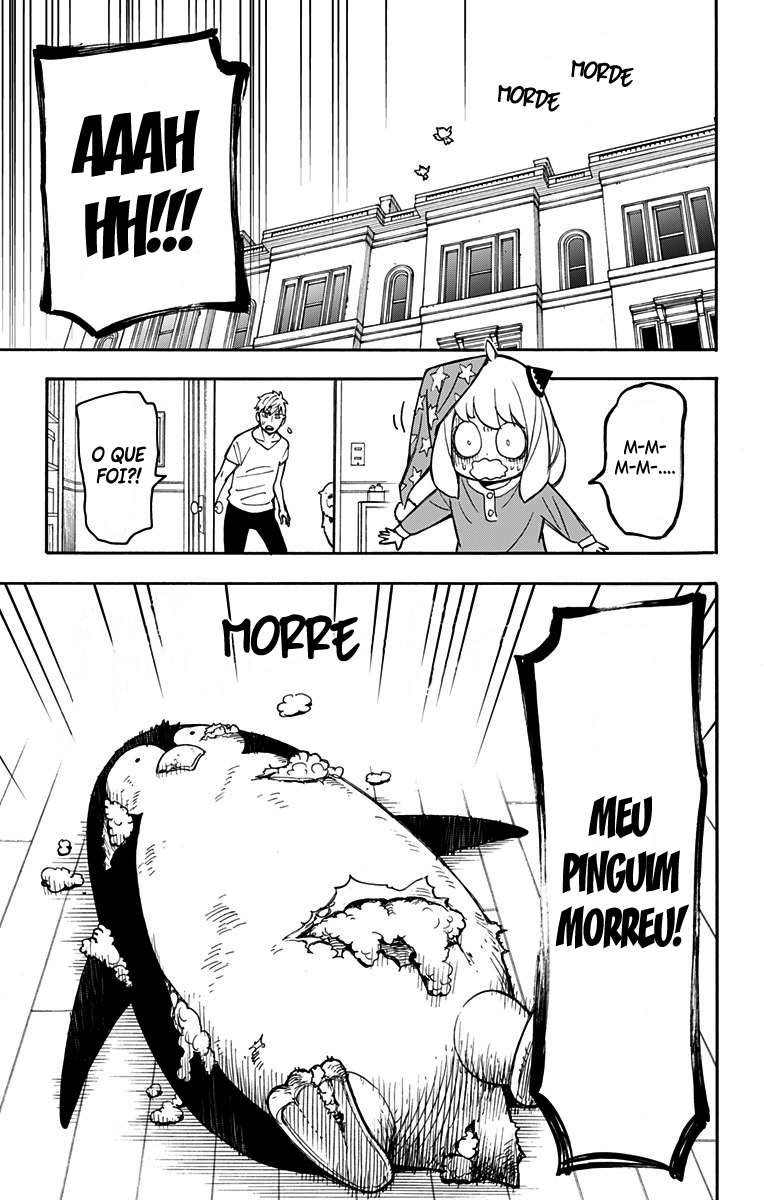 MORDE
MORDE
AAAH
HH!!!
M-M-
M-M-....
O QUE
FOI?!
MORRE
MEU
PINGUIM
MORREU!